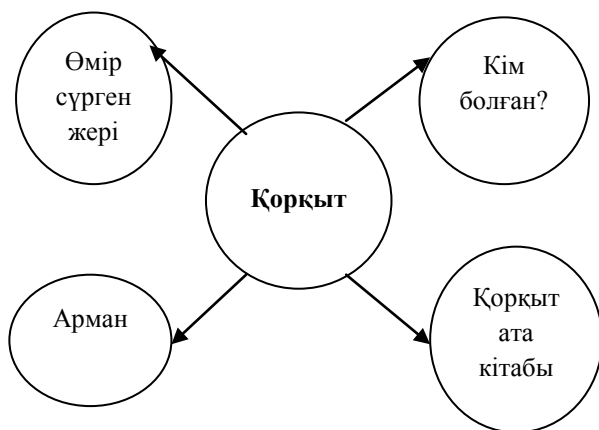 Өмір
сүрген
жері
Кім
болған?
Қорқыт
Арман
Қорқыт
ата
кітабы